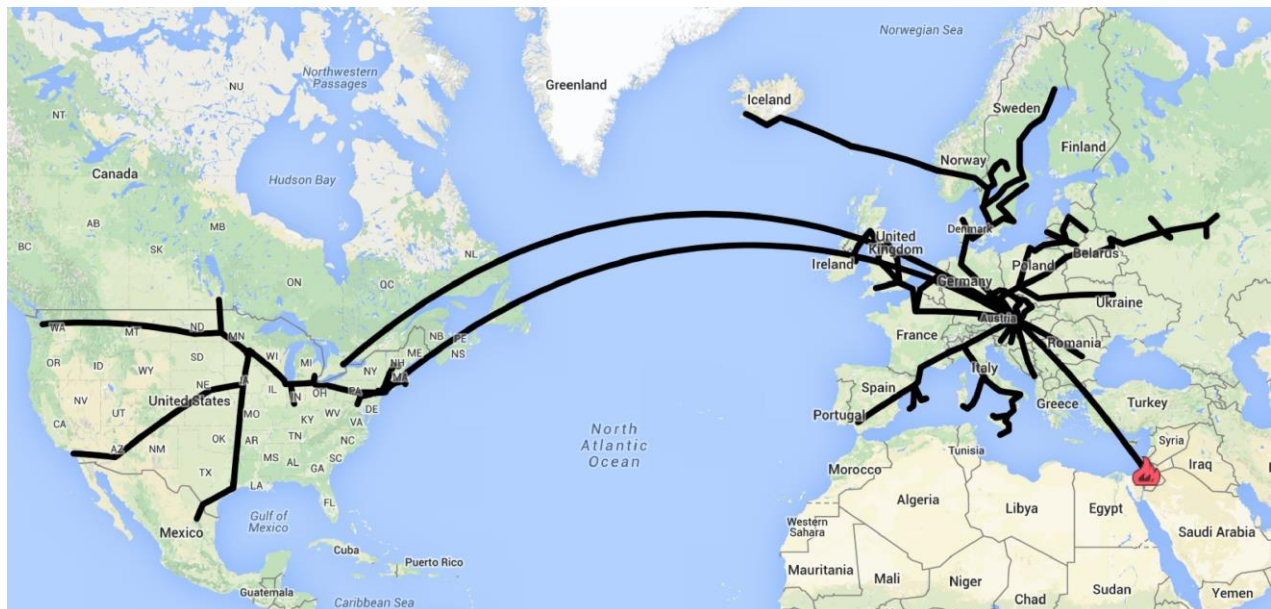 Norwegian Sea
Greenland
Northwestern
Passages
NU
NT
Iceland
Sweden
Finland
Norway
Canada
Hudson Bay
AB
MB
BC
SK
NL
ON
QC
United
Kingdom
Ireland
Denmark
Belarus
Poland
Germany
Ukraine
Austria
France
Romania
WA
MT
ND
MN
NB
PE
NS
ME
OR
ID
SD
WI
MI
NY
NH
MA
WY
NE
IA
IL
IN
OH
PA
NV
UT
United States
CA
MO
KY
WV
DE
VA
AZ
NM
OK
AR
TN
NC
MS
AL
SC
GA
TX
LA
FL
Italy
Spain
Portugal
Greece
Turkey
Syria
Iraq
Tunisia
Morocco
Algeria
Libya
Egypt
Saudi Arabia
Western
Sahara
Mauritania
Mali
Niger
Chad
Sudan
Yemen
North
Atlantic
Ocean
Gulf of
Mexico
Mexico
Cuba
Puerto Rico
Guatemala
Caribbean Sea